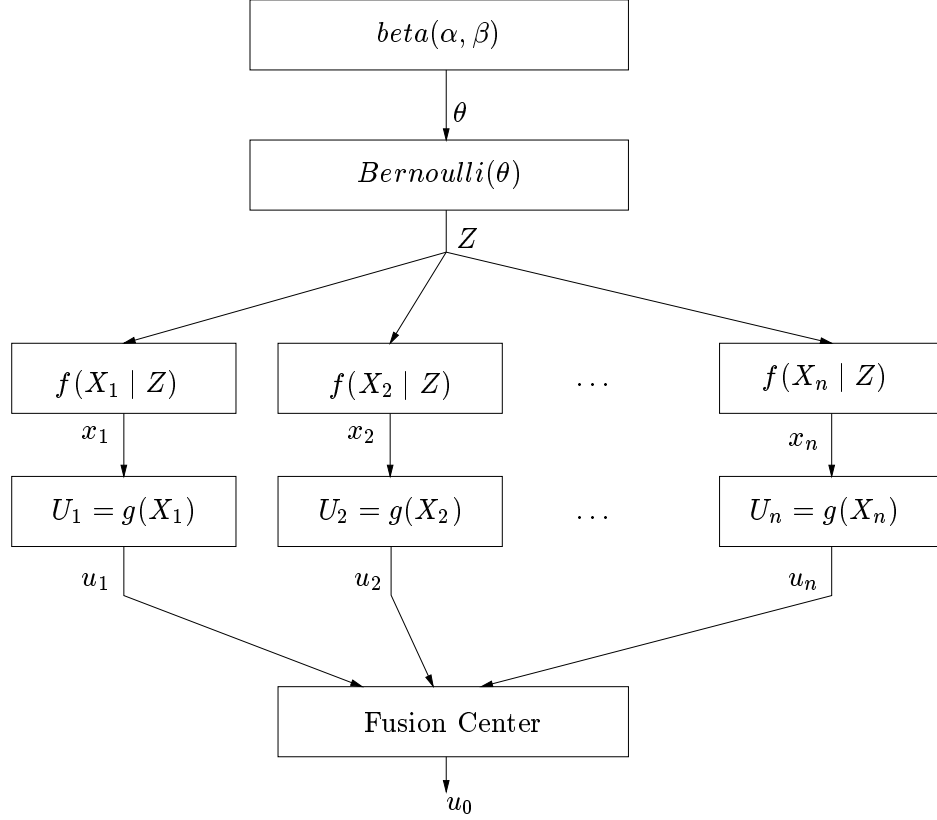 beta(α, β)
θ
Bernoulli(θ)
Z
f(X₁ | Z) f(X₂ | Z) ... f(Xₙ | Z)
x₁ x₂ xₙ
U₁ = g(X₁) U₂ = g(X₂) ... Uₙ = g(Xₙ)
u₁ u₂ uₙ
Fusion Center
u₀